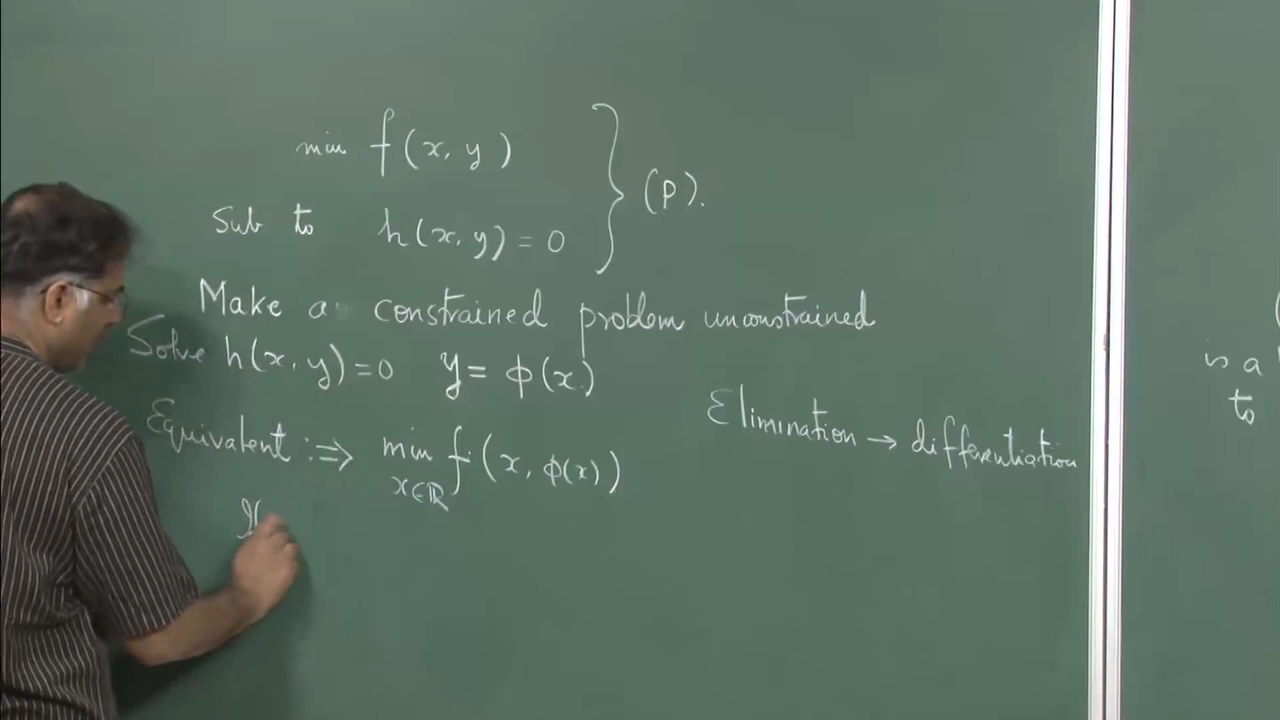 min f(x, y)
Sub to h(x, y) = 0 } (P).
Make a constrained problem unconstrained
Solve h(x, y) = 0 y = φ(x)
Equivalent :⇒ min f(x, φ(x))
x∈ℝ
Elimination → differentiation
is a
to